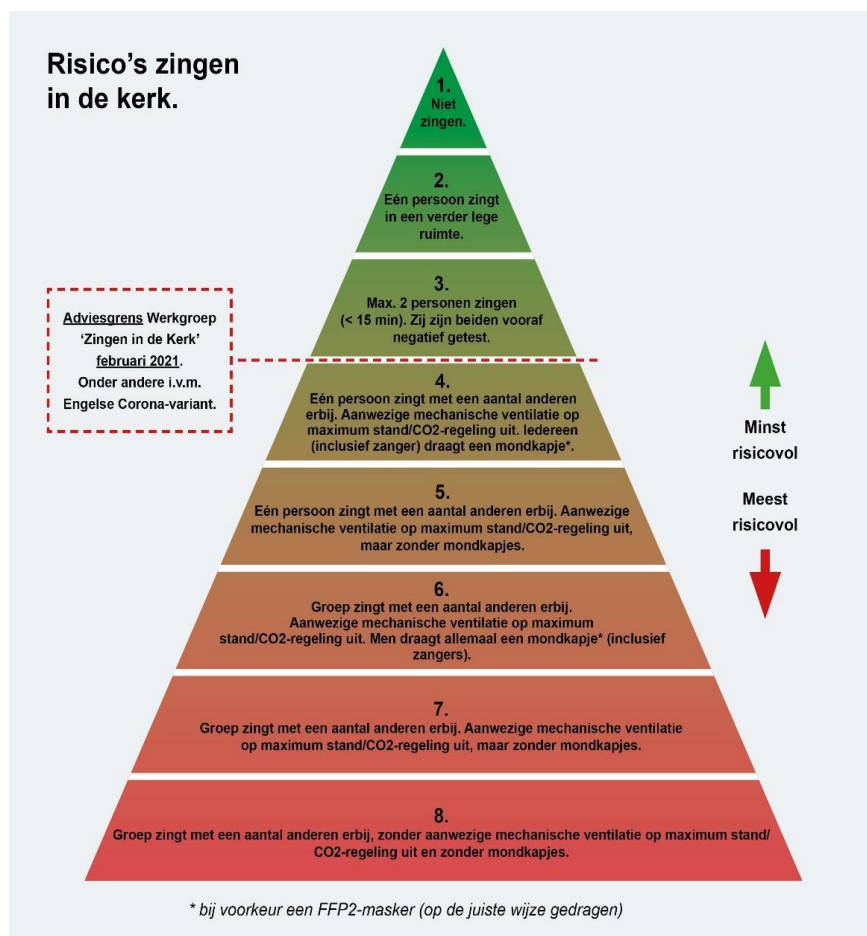 Risico’s zingen
in de kerk.
1.
Niet
zingen.
2.
Eén persoon zingt
in een verder lege
ruimte.
3.
Max. 2 personen zingen
(< 15 min). Zij zijn beiden vooraf
negatief getest.
Adviesgrens Werkgroep
‘Zingen in de Kerk’
februari 2021.
Onder andere i.v.m.
Engelse Corona-variant.
4.
Eén persoon zingt met een aantal anderen
erbij. Aanwezige mechanische ventilatie op
maximum stand/CO2-regeling uit. Iedereen
(inclusief zanger) draagt een mondkapje*.
Minst
risicovol
Meest
risicovol
5.
Eén persoon zingt met een aantal anderen erbij. Aanwezige
mechanische ventilatie op maximum stand/CO2-regeling uit,
maar zonder mondkapjes.
6.
Groep zingt met een aantal anderen erbij.
Aanwezige mechanische ventilatie op maximum
stand/CO2-regeling uit. Men draagt allemaal een mondkapje* (inclusief
zangers).
7.
Groep zingt met een aantal anderen erbij. Aanwezige mechanische ventilatie
op maximum stand/CO2-regeling uit, maar zonder mondkapjes.
8.
Groep zingt met een aantal anderen erbij, zonder aanwezige mechanische ventilatie op maximum stand/
CO2-regeling uit en zonder mondkapjes.
* bij voorkeur een FFP2-masker (op de juiste wijze gedragen)